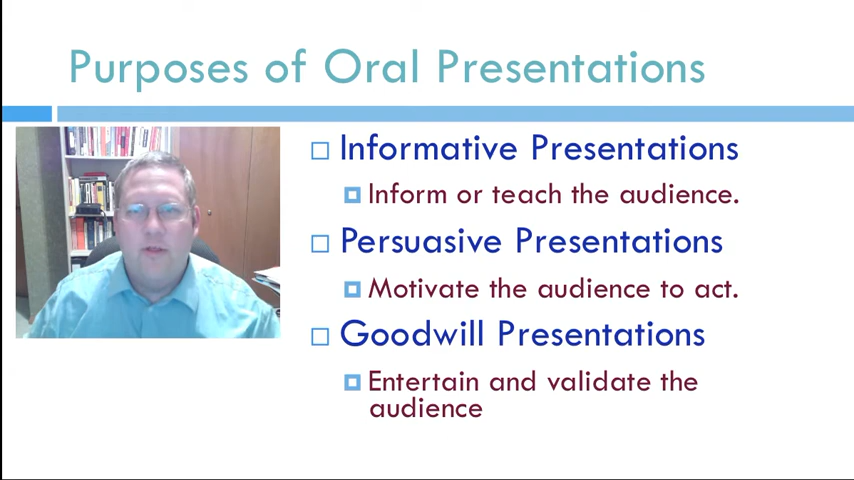 Purposes of Oral Presentations
Informative Presentations
Inform or teach the audience.
Persuasive Presentations
Motivate the audience to act.
Goodwill Presentations
Entertain and validate the
audience